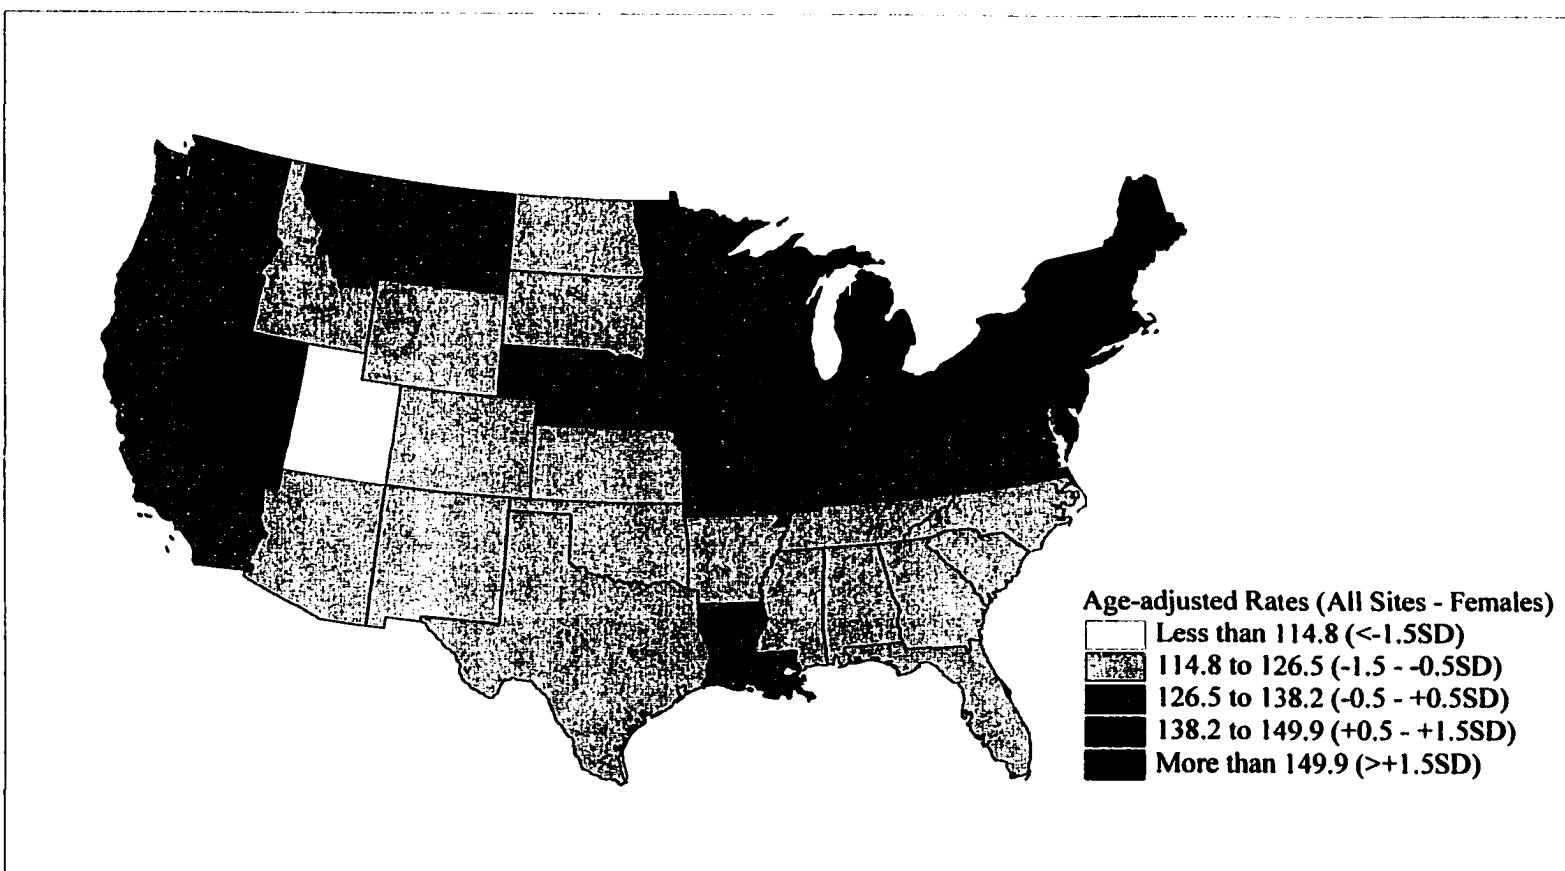 Age-adjusted Rates (All Sites - Females)
Less than 114.8 (<-1.5SD)
114.8 to 126.5 (-1.5 - -0.5SD)
126.5 to 138.2 (-0.5 - +0.5SD)
138.2 to 149.9 (+0.5 - +1.5SD)
More than 149.9 (>+1.5SD)